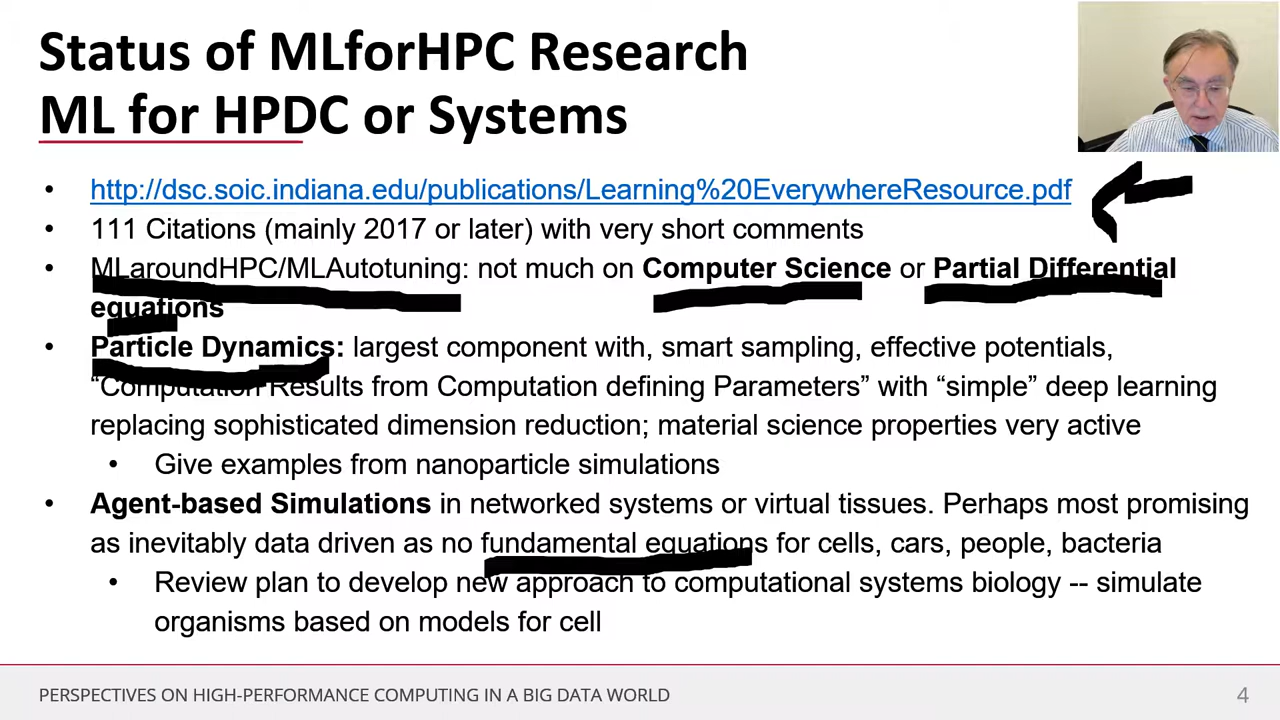 Status of MLforHPC Research
ML for HPDC or Systems
• http://dsc.soic.indiana.edu/publications/Learning%20EverywhereResource.pdf
• 111 Citations (mainly 2017 or later) with very short comments
• MLaroundHPC/MLAutotuning: not much on Computer Science or Partial Differential
equations
• Particle Dynamics: largest component with, smart sampling, effective potentials,
“Computation Results from Computation defining Parameters” with “simple” deep learning
replacing sophisticated dimension reduction; material science properties very active
• Give examples from nanoparticle simulations
• Agent-based Simulations in networked systems or virtual tissues. Perhaps most promising
as inevitably data driven as no fundamental equations for cells, cars, people, bacteria
• Review plan to develop new approach to computational systems biology -- simulate
organisms based on models for cell
PERSPECTIVES ON HIGH-PERFORMANCE COMPUTING IN A BIG DATA WORLD
4